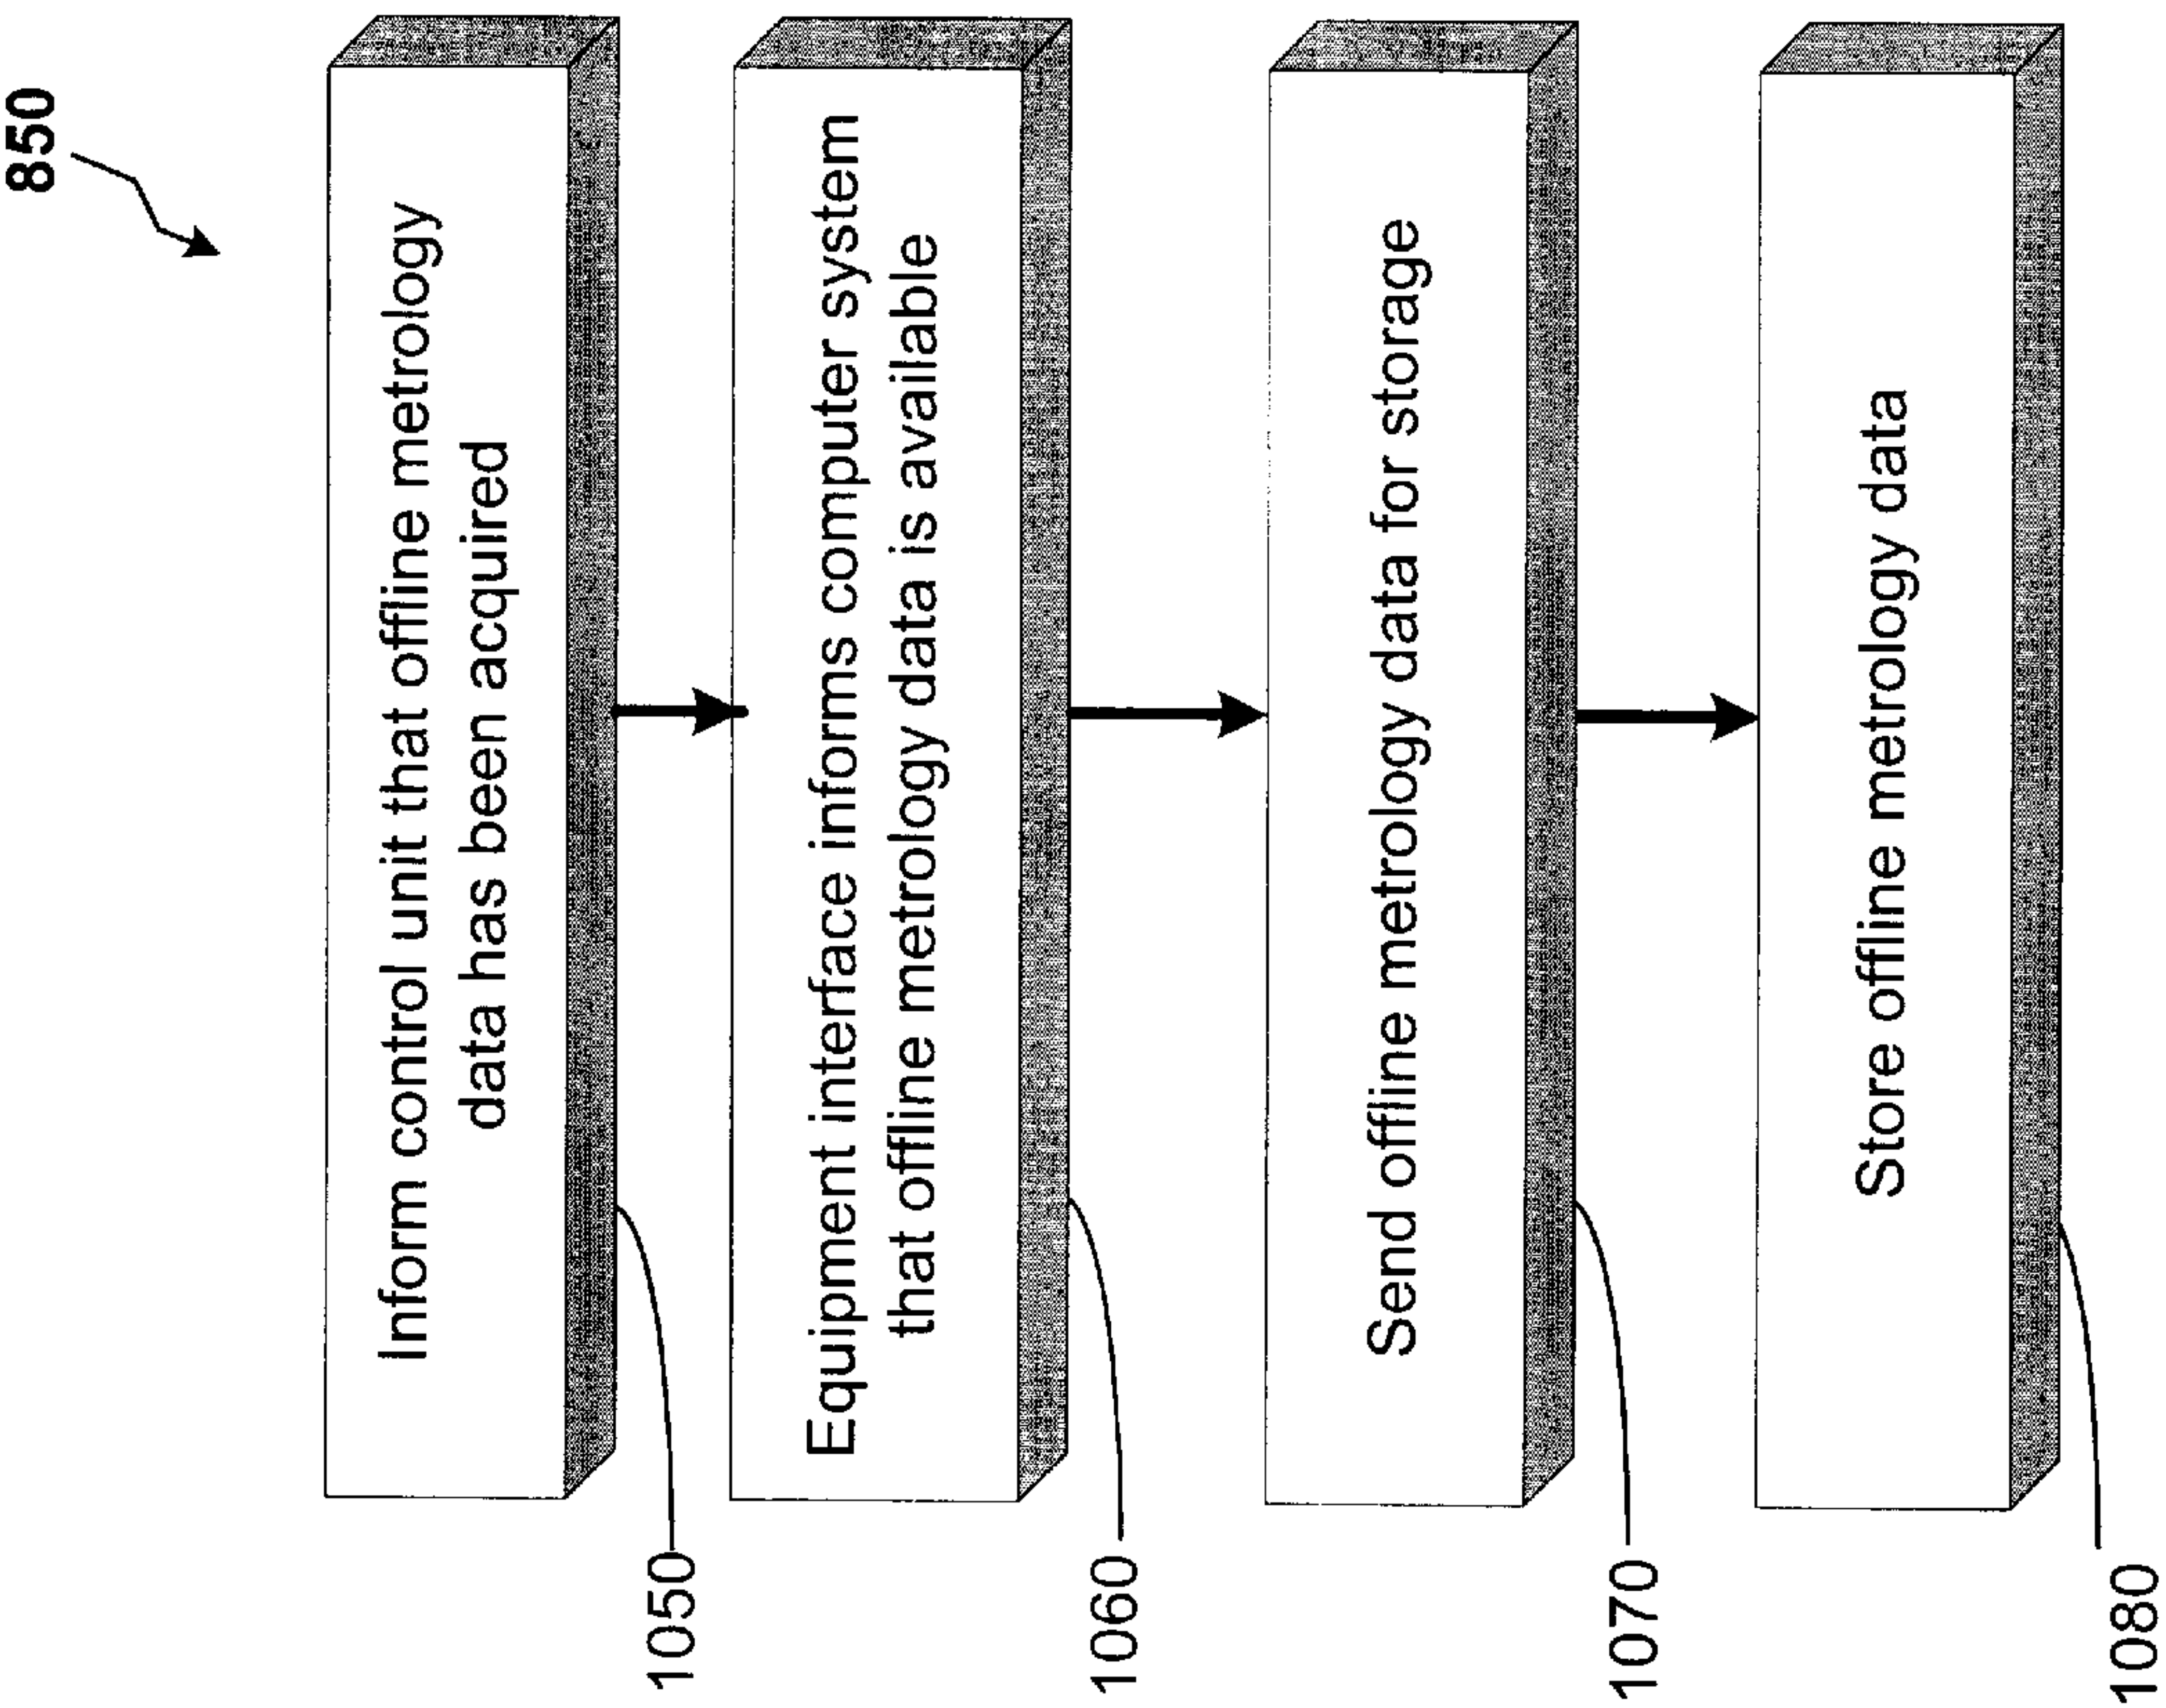 850
Inform control unit that offline metrology
data has been acquired
1050
Equipment interface informs computer system
that offline metrology data is available
1060
Send offline metrology data for storage
1070
Store offline metrology data
1080